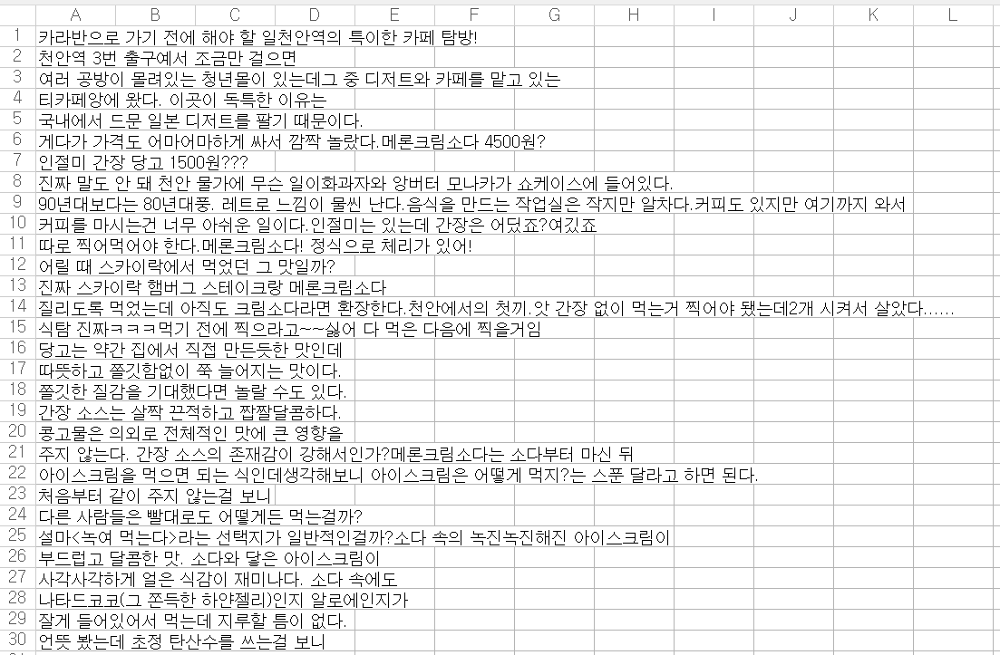 A B C D E F G H I J K L
1 카라반으로 가기 전에 해야 할 일천안역의 특이한 카페 탐방!
2 천안역 3번 출구에서 조금만 걸으면
3 여러 공방이 몰려있는 청년몰이 있는데그 중 디저트와 카페를 맡고 있는
4 티카페앙에 왔다. 이곳이 독특한 이유는
5 국내에서 드문 일본 디저트를 팔기 때문이다.
6 게다가 가격도 어마어마하게 싸서 깜짝 놀랐다.메론크림소다 4500원?
7 인절미 간장 당고 1500원???
8 진짜 말도 안 돼 천안 물가에 무슨 일이화과자와 앙버터 모나카가 쇼케이스에 들어있다.
9 90년대보다는 80년대풍. 레트로 느낌이 물씬 난다.음식을 만드는 작업실은 작지만 알차다.커피도 있지만 여기까지 와서
10 커피를 마시는건 너무 아쉬운 일이다.인절미는 있는데 간장은 어딨죠?여깄죠
11 따로 찍어먹어야 한다.메론크림소다! 정식으로 체리가 있어!
12 어릴 때 스카이락에서 먹었던 그 맛일까?
13 진짜 스카이락 햄버그 스테이크랑 메론크림소다
14 질리도록 먹었는데 아직도 크림소다라면 환장한다.천안에서의 첫끼.앗 간장 없이 먹는거 찍어야 됐는데2개 시켜서 살았다......
15 식탐 진짜ㅋㅋㅋ먹기 전에 찍으라고~~싫어 다 먹은 다음에 찍을거임
16 당고는 약간 집에서 직접 만든듯한 맛인데
17 따뜻하고 쫄깃함없이 쭉 늘어지는 맛이다.
18 쫄깃한 질감을 기대했다면 놀랄 수도 있다.
19 간장 소스는 살짝 끈적하고 짭짤달콤하다.
20 콩고물은 의외로 전체적인 맛에 큰 영향을
21 주지 않는다. 간장 소스의 존재감이 강해서인가?메론크림소다는 소다부터 마신 뒤
22 아이스크림을 먹으면 되는 식인데생각해보니 아이스크림은 어떻게 먹지?는 스푼 달라고 하면 된다.
23 처음부터 같이 주지 않는걸 보니
24 다른 사람들은 빨대로도 어떻게든 먹는걸까?
25 설마<녹여 먹는다>라는 선택지가 일반적인걸까?소다 속의 녹진녹진해진 아이스크림이
26 부드럽고 달콤한 맛. 소다와 닿은 아이스크림이
27 사각사각하게 얼은 식감이 재미나다. 소다 속에도
28 나타드코코(그 쫀득한 하얀젤리)인지 알로에인지가
29 잘게 들어있어서 먹는데 지루할 틈이 없다.
30 언뜻 봤는데 초정 탄산수를 쓰는걸 보니